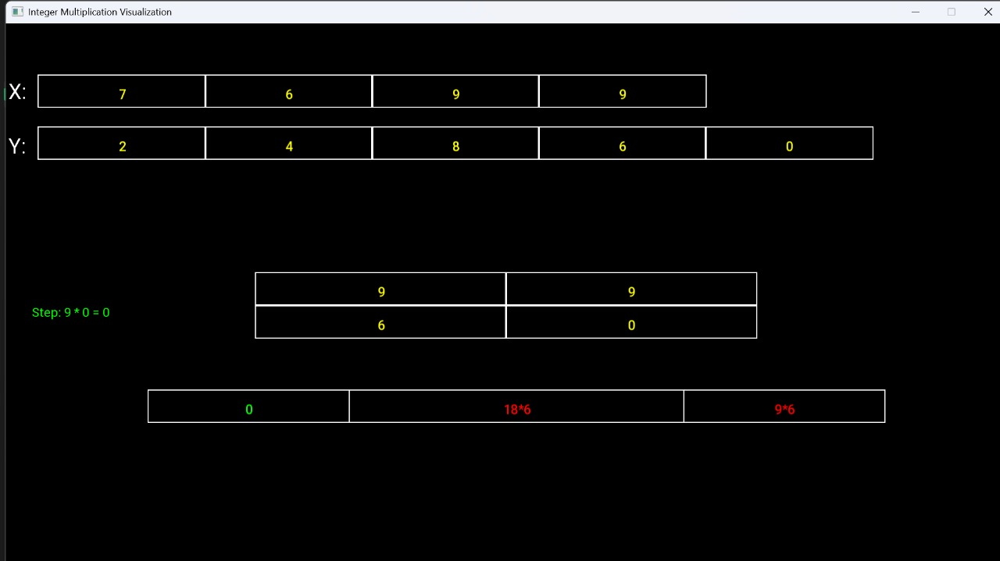 Integer Multiplication Visualization
X: 7 6 9 9
Y: 2 4 8 6 0
9 9
Step: 9 * 0 = 0
6 0
0 18*6 9*6